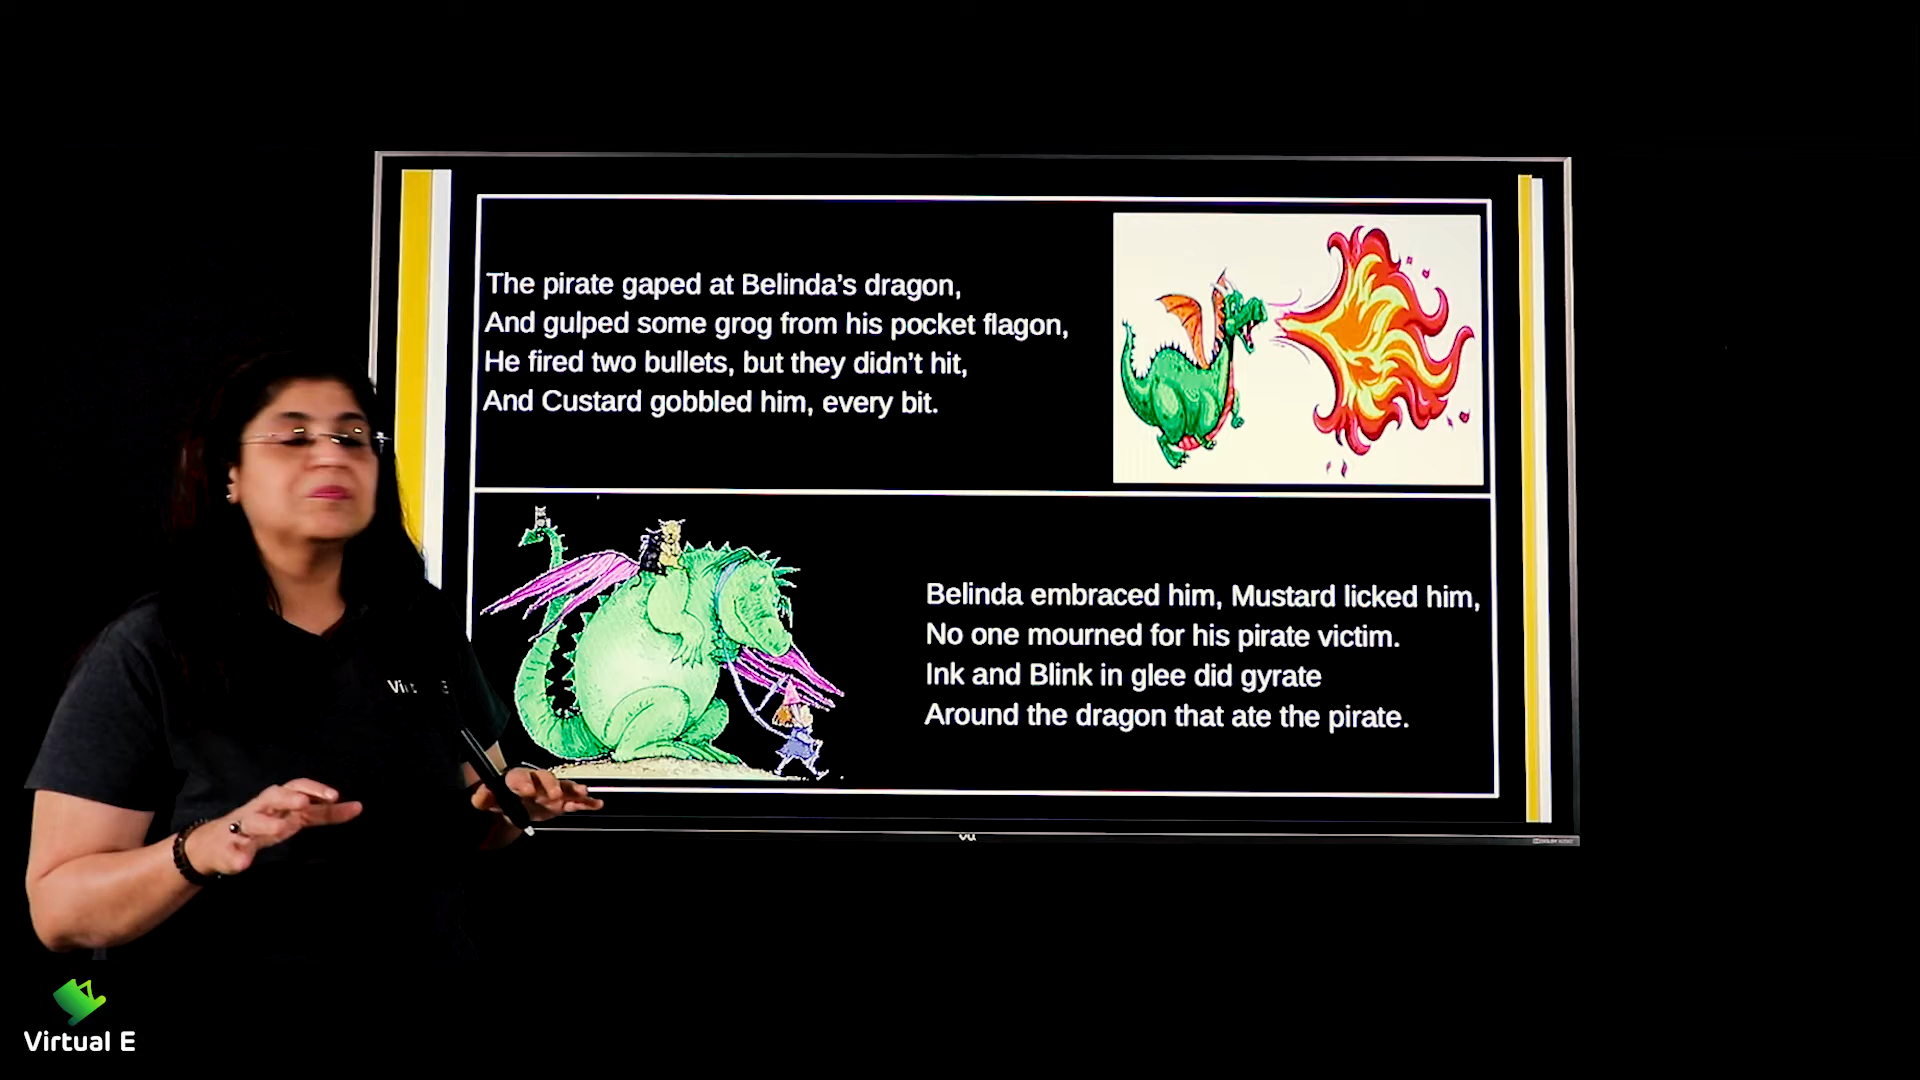 The pirate gaped at Belinda's dragon,
And gulped some grog from his pocket flagon,
He fired two bullets, but they didn't hit,
And Custard gobbled him, every bit.
Belinda embraced him, Mustard licked him,
No one mourned for his pirate victim.
Ink and Blink in glee did gyrate
Around the dragon that ate the pirate.
Virtual E